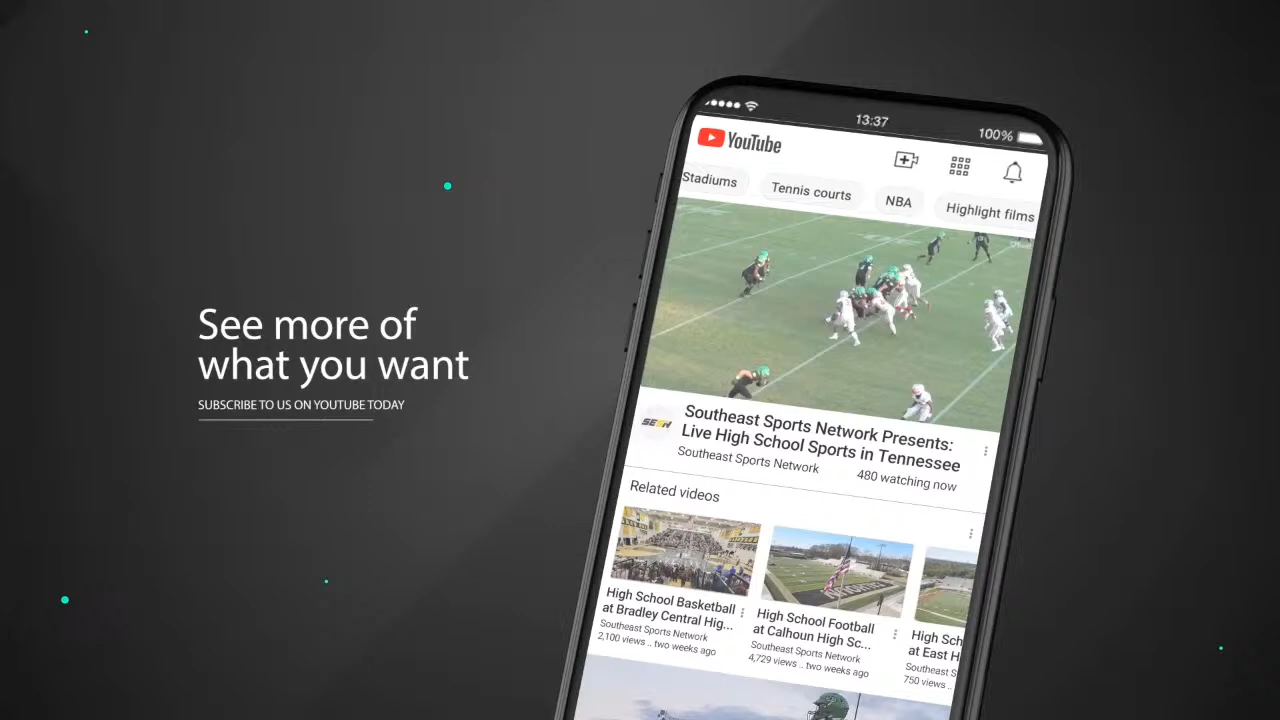 See more of
what you want
SUBSCRIBE TO US ON YOUTUBE TODAY
13:37
100%
YouTube
Stadiums
Tennis courts
NBA
Highlight films
SESN
Southeast Sports Network Presents:
Live High School Sports in Tennessee
Southeast Sports Network
480 watching now
Related videos
High School Basketball
at Bradley Central Hig...
Southeast Sports Network
2,100 views .. two weeks ago
High School Football
at Calhoun High Sc...
Southeast Sports Network
4,729 views .. two weeks ago
High Sch
at East H
Southeast
750 views ..